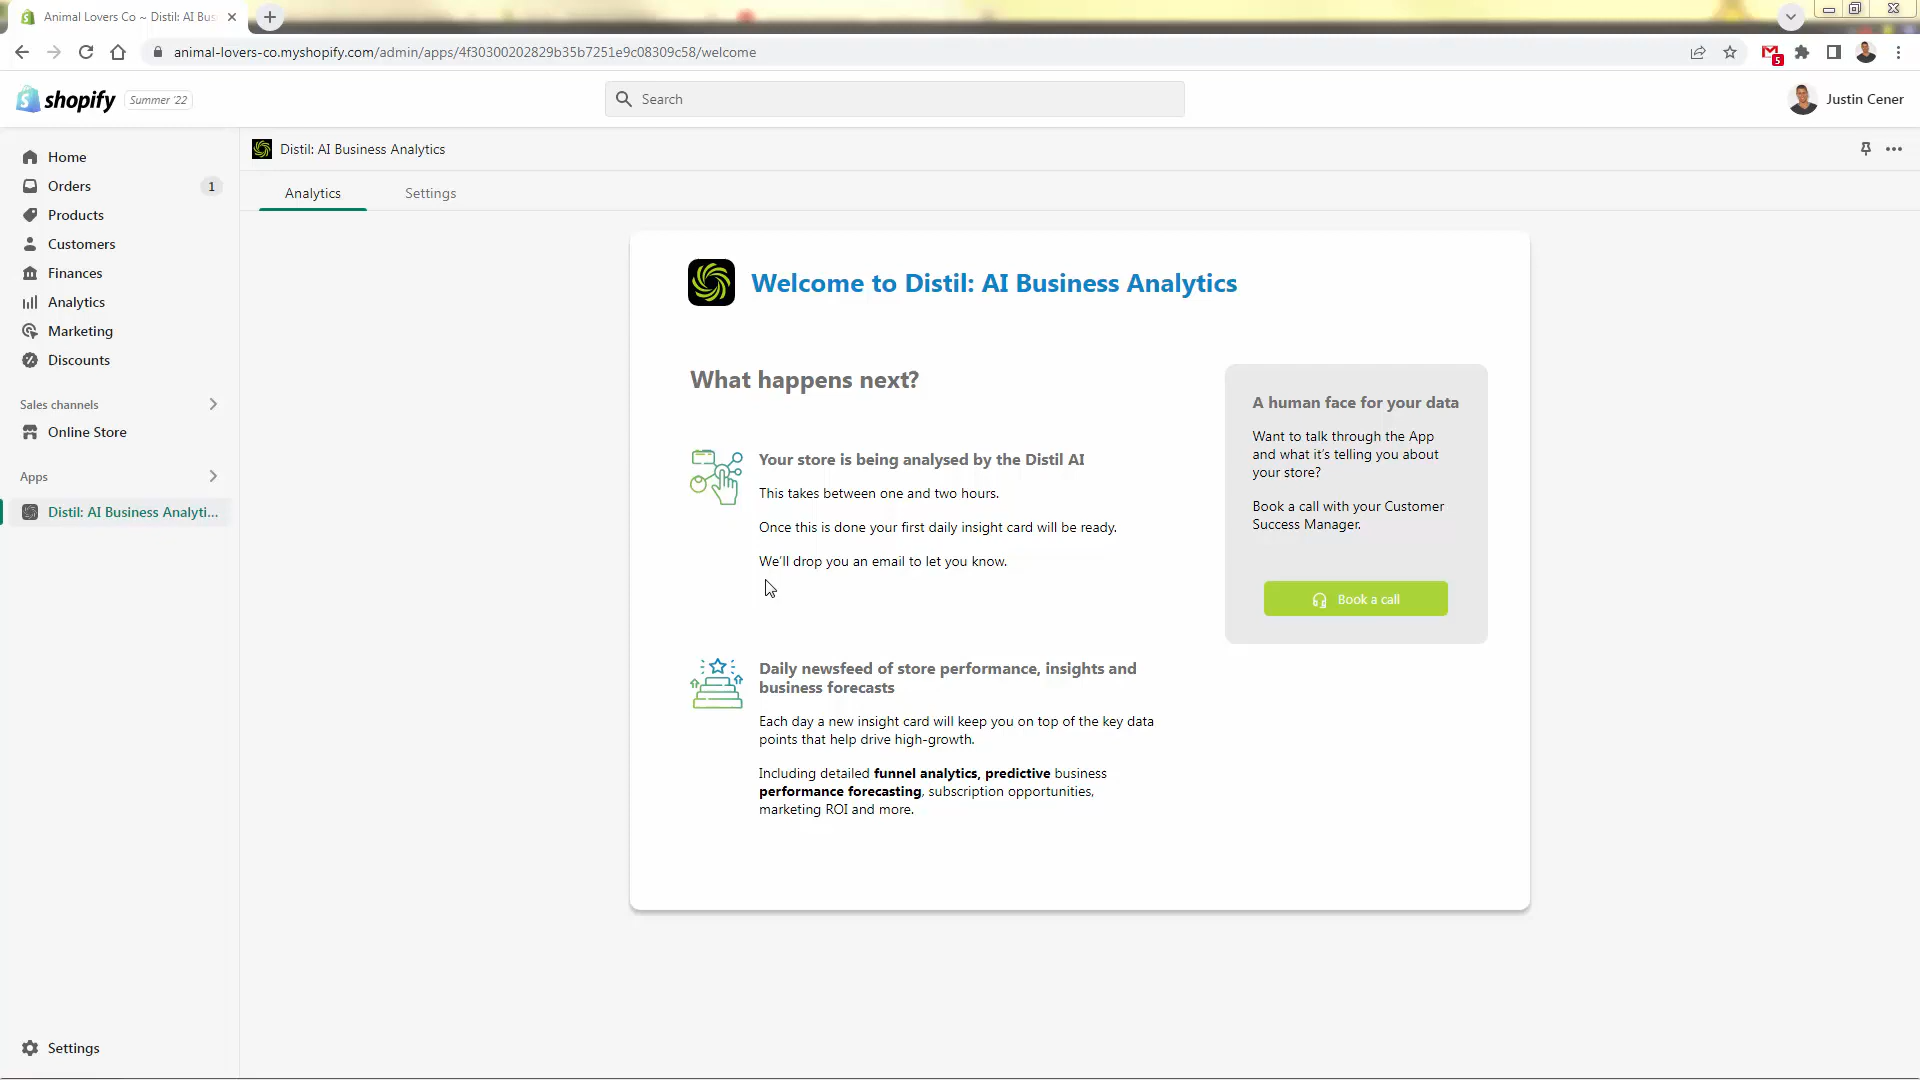 Animal Lovers Co ~ Distil: AI Bus
animal-lovers-co.myshopify.com/admin/apps/4f30300202829b35b7251e9c08309c58/welcome
5
shopify
Summer '22
Search
Justin Cener
Home
Orders
1
Products
Customers
Finances
Analytics
Marketing
Discounts
Sales channels
Online Store
Apps
Distil: AI Business Analyti...
Settings
Distil: AI Business Analytics
Analytics
Settings
Welcome to Distil: AI Business Analytics
What happens next?
Your store is being analysed by the Distil AI
This takes between one and two hours.
Once this is done your first daily insight card will be ready.
We'll drop you an email to let you know.
Daily newsfeed of store performance, insights and
business forecasts
Each day a new insight card will keep you on top of the key data
points that help drive high-growth.
Including detailed funnel analytics, predictive business
performance forecasting, subscription opportunities,
marketing ROI and more.
A human face for your data
Want to talk through the App
and what it's telling you about
your store?
Book a call with your Customer
Success Manager.
Book a call